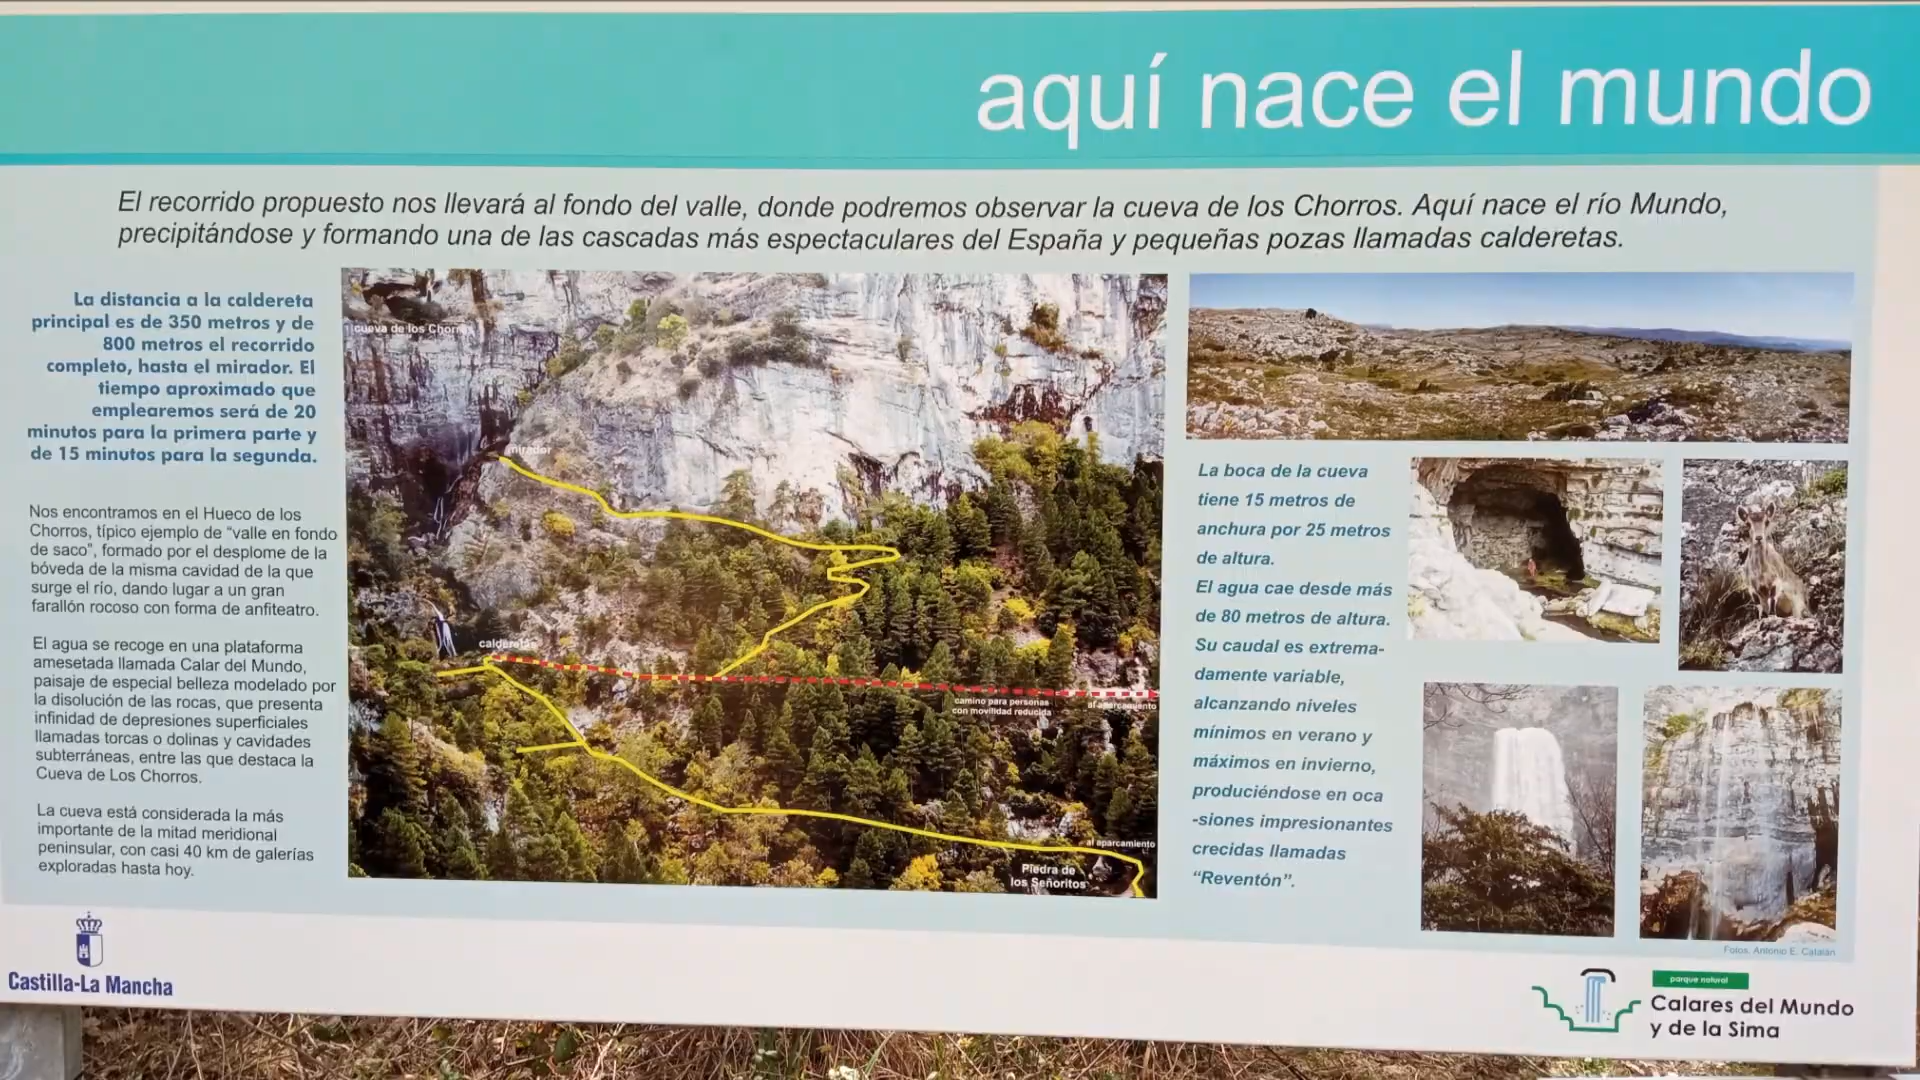 aquí nace el mundo
El recorrido propuesto nos llevará al fondo del valle, donde podremos observar la cueva de los Chorros. Aquí nace el río Mundo,
precipitándose y formando una de las cascadas más espectaculares del España y pequeñas pozas llamadas calderetas.
La distancia a la caldereta
principal es de 350 metros y de
800 metros el recorrido
completo, hasta el mirador. El
tiempo aproximado que
emplearemos será de 20
minutos para la primera parte y
de 15 minutos para la segunda.
Nos encontramos en el Hueco de los
Chorros, típico ejemplo de “valle en fondo
de saco”, formado por el desplome de la
bóveda de la misma cavidad de la que
surge el río, dando lugar a un gran
farallón rocoso con forma de anfiteatro.
El agua se recoge en una plataforma
amesetada llamada Calar del Mundo,
paisaje de especial belleza modelado por
la disolución de las rocas, que presenta
infinidad de depresiones superficiales
llamadas torcas o dolinas y cavidades
subterráneas, entre las que destaca la
Cueva de Los Chorros.
La cueva está considerada la más
importante de la mitad meridional
peninsular, con casi 40 km de galerías
exploradas hasta hoy.
cueva de los Chorros
mirador
calderetas
camino para personas
con movilidad reducida
al aparcamiento
al aparcamiento
Piedra de
los Señoritos
La boca de la cueva
tiene 15 metros de
anchura por 25 metros
de altura.
El agua cae desde más
de 80 metros de altura.
Su caudal es extrema-
damente variable,
alcanzando niveles
mínimos en verano y
máximos en invierno,
produciéndose en oca
-siones impresionantes
crecidas llamadas
“Reventón”.
Fotos: Antonio E. Catalán
Castilla-La Mancha
parque natural
Calares del Mundo
y de la Sima